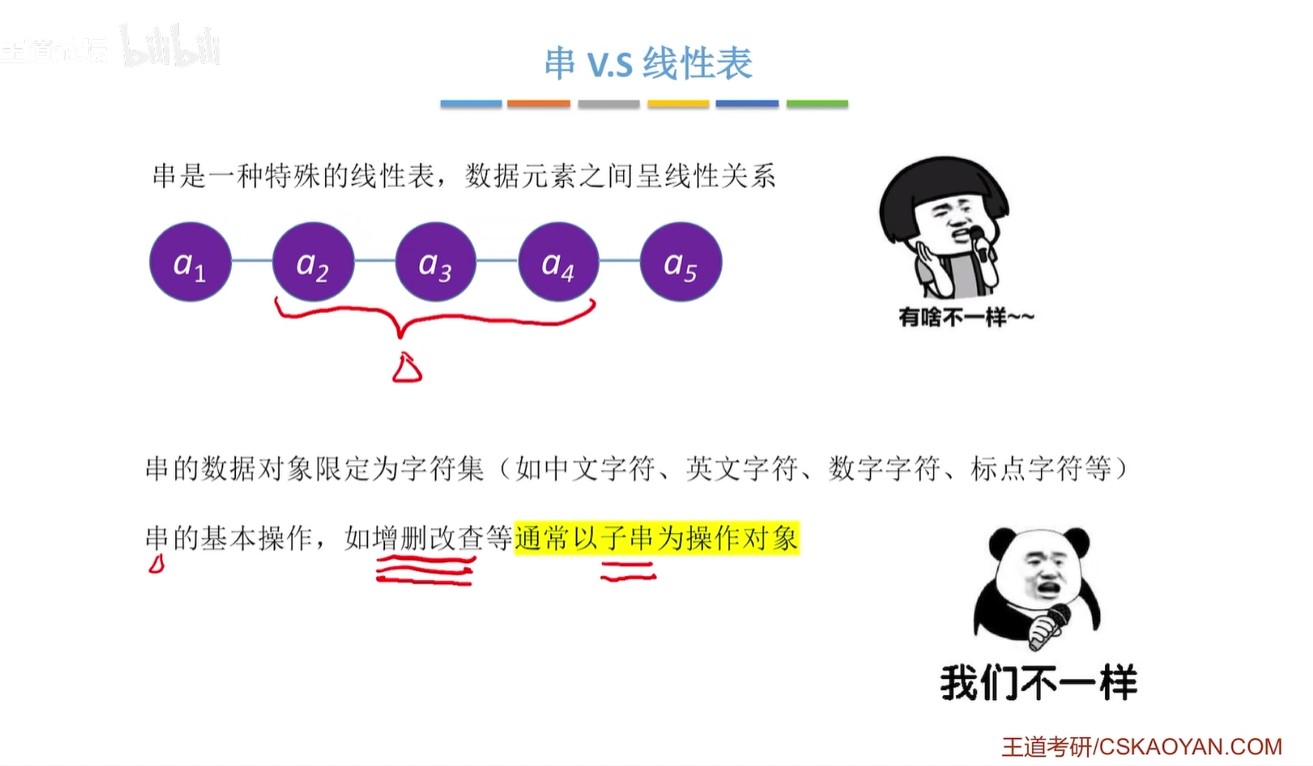 王道论坛 bilibili
串 V.S 线性表
串是一种特殊的线性表，数据元素之间呈线性关系
a1 a2 a3 a4 a5
有啥不一样~~
串的数据对象限定为字符集（如中文字符、英文字符、数字字符、标点字符等）
串的基本操作，如增删改查等通常以子串为操作对象
我们不一样
王道考研/CSKAOYAN.COM